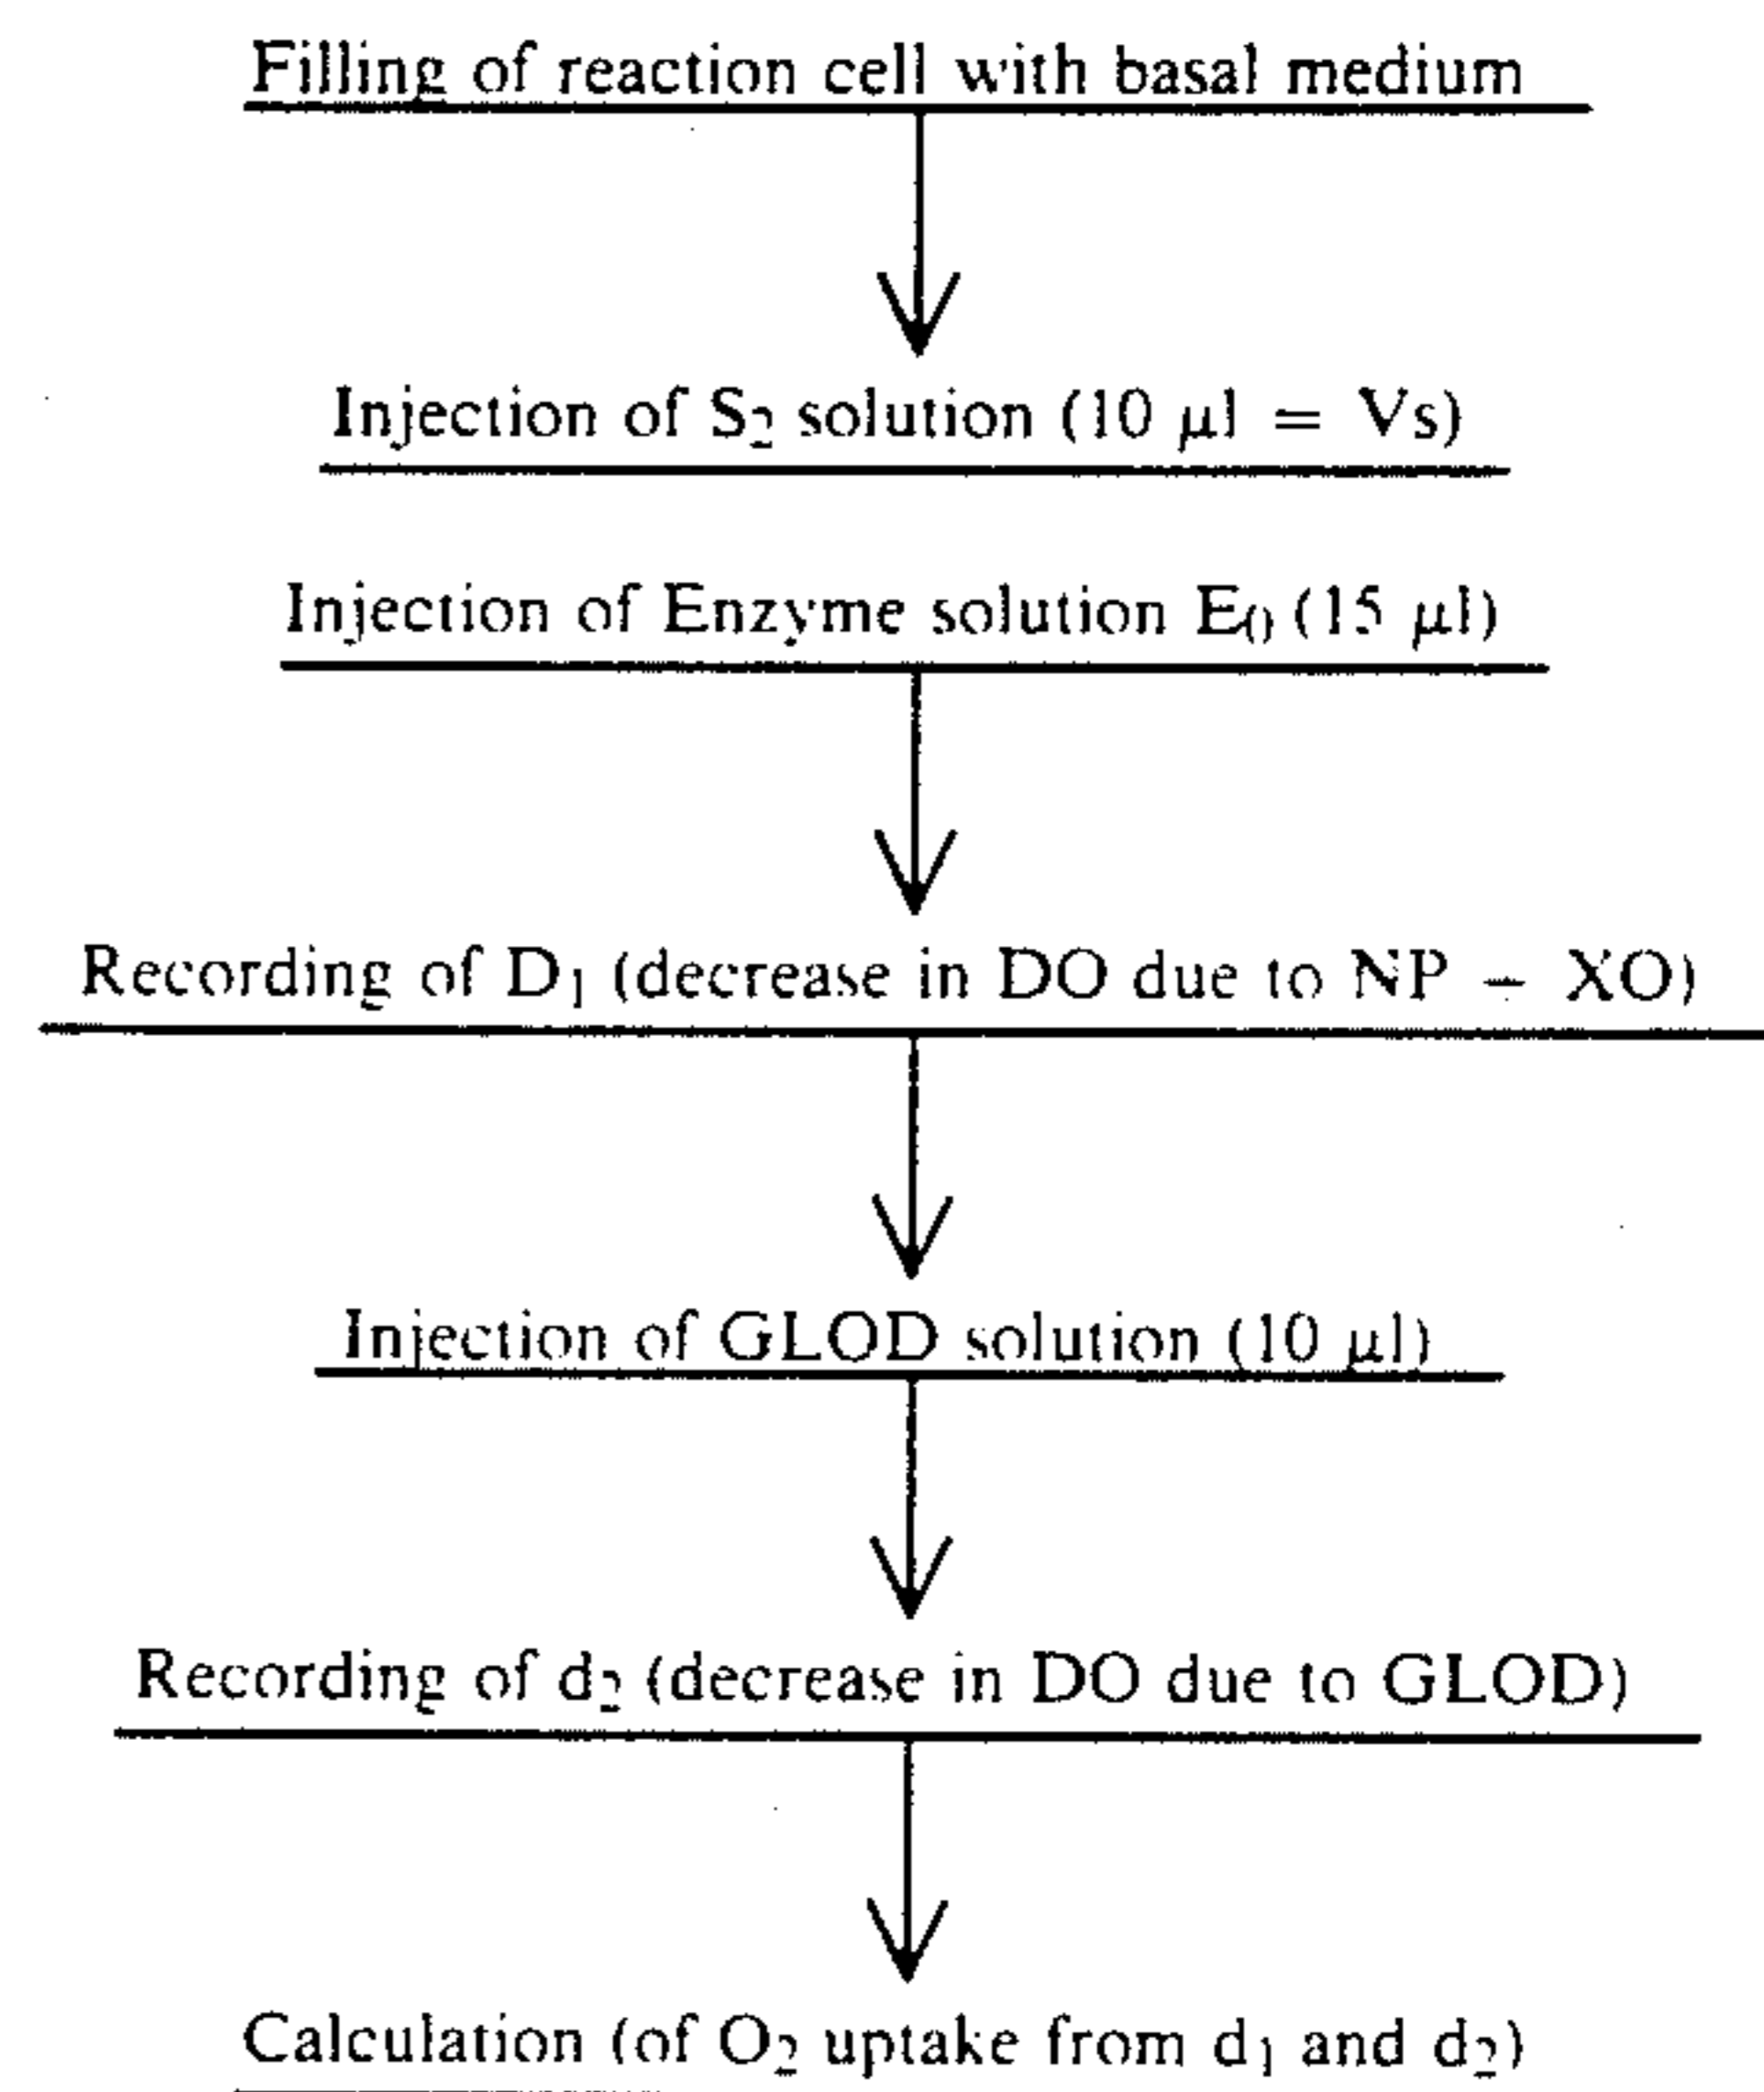 Filling of reaction cell with basal medium
Injection of S₂ solution (10 μl = Vs)
Injection of Enzyme solution E₀ (15 μl)
Recording of D₁ (decrease in DO due to NP – XO)
Injection of GLOD solution (10 μl)
Recording of d₂ (decrease in DO due to GLOD)
Calculation (of O₂ uptake from d₁ and d₂)